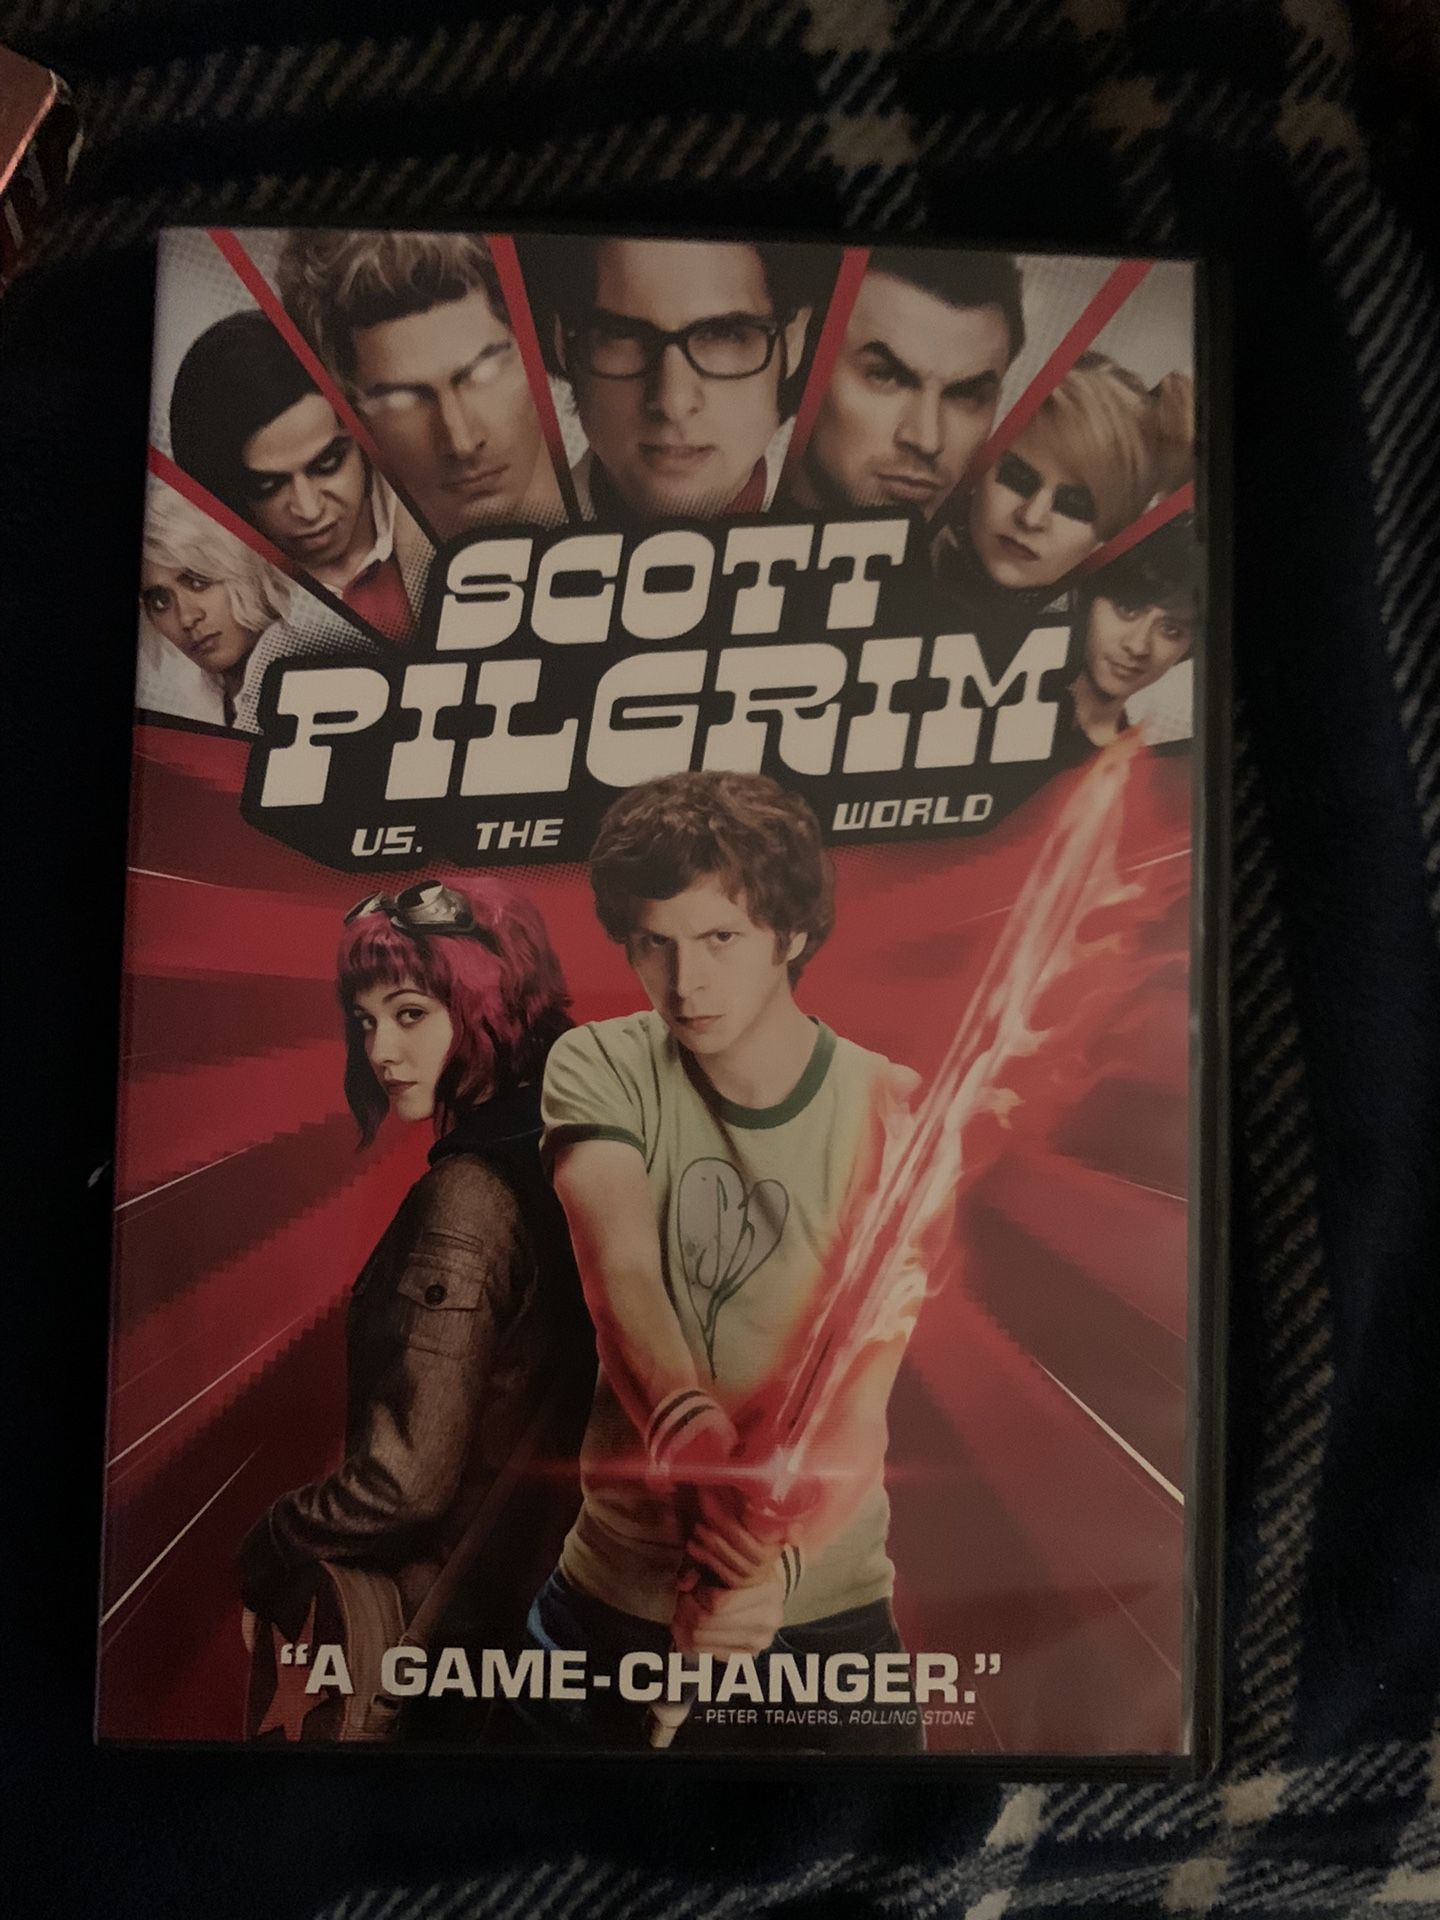 SCOTT
PILGRIM
VS. THE WORLD
"A GAME-CHANGER."
-PETER TRAVERS, ROLLING STONE